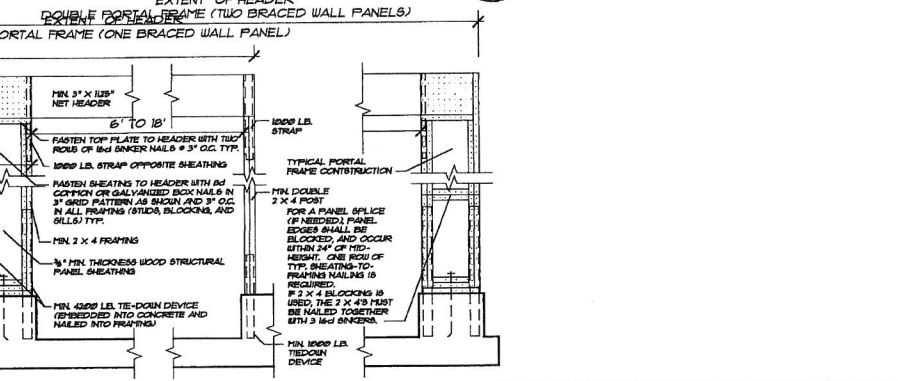 EXTENT OF HEADER
DOUBLE PORTAL FRAME (TWO BRACED WALL PANELS)
EXTENT OF HEADER
ORTAL FRAME (ONE BRACED WALL PANEL)
MIN. 3" X 11.25"
NET HEADER
6' TO 18'
FASTEN TOP PLATE TO HEADER WITH TWO
ROWS OF 16d SINKER NAILS @ 3" O.C. TYP.
1000 LB. STRAP OPPOSITE SHEATHING
FASTEN SHEATING TO HEADER WITH 8d
COMMON OR GALVANIZED BOX NAILS IN
3" GRID PATTERN AS SHOWN AND 3" O.C.
IN ALL FRAMING (STUDS, BLOCKING, AND
SILLS) TYP.
MIN. 2 X 4 FRAMING
MIN. THICKNESS WOOD STRUCTURAL
PANEL SHEATHING
MIN. 4200 LB. TIE-DOWN DEVICE
(EMBEDDED INTO CONCRETE AND
NAILED INTO FRAMING)
1000 LB.
STRAP
TYPICAL PORTAL
FRAME CONTSTRUCTION
MIN. DOUBLE
2 X 4 POST
FOR A PANEL SPLICE
(IF NEEDED), PANEL
EDGES SHALL BE
BLOCKED, AND OCCUR
WITHIN 24" OF MID-
HEIGHT. ONE ROW OF
TYP. SHEATING-TO-
FRAMING NAILING IS
REQUIRED.
IF 2 X 4 BLOCKING IS
USED, THE 2 X 4'S MUST
BE NAILED TOGETHER
WITH 3 16d SINKERS.
MIN. 1000 LB.
TIEDOWN
DEVICE